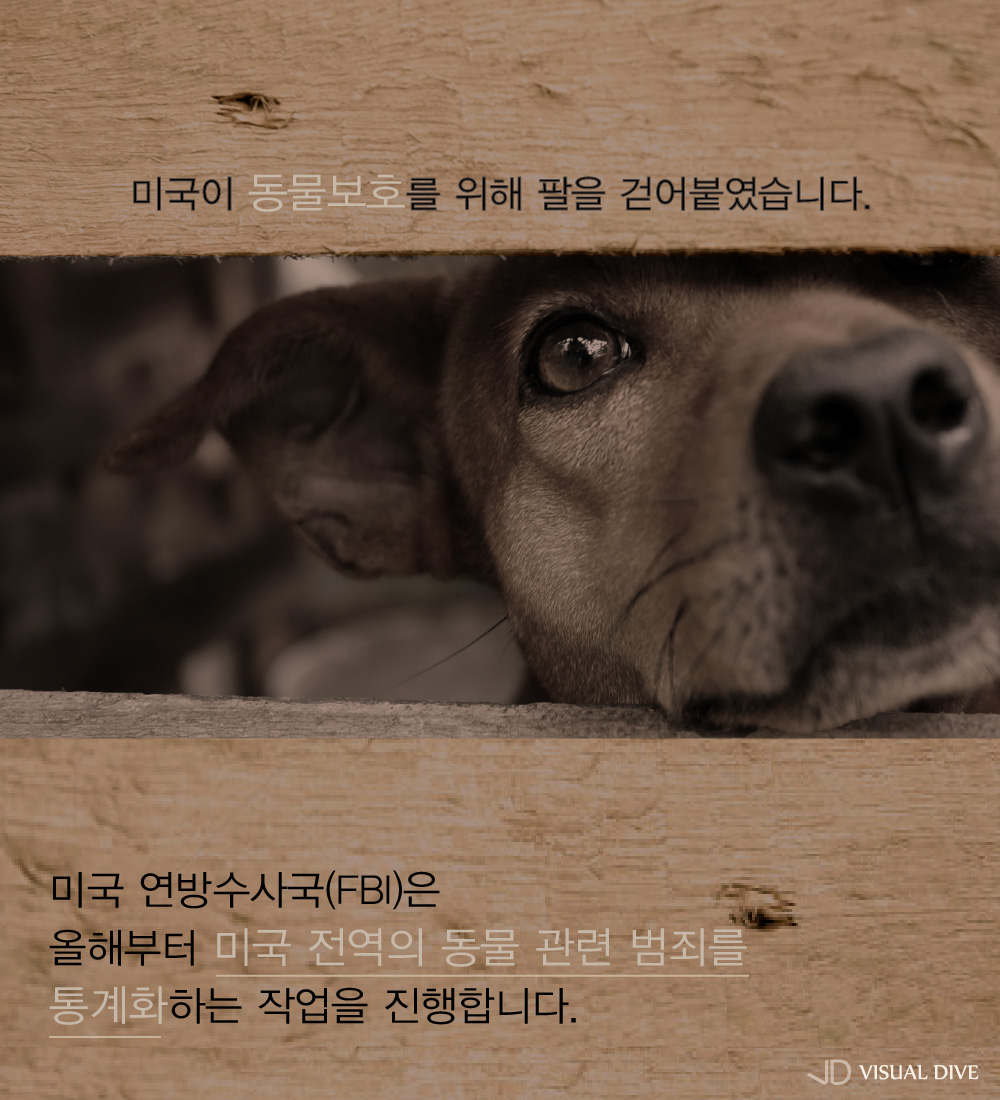 미국이 동물보호를 위해 팔을 걷어붙였습니다.
미국 연방수사국(FBI)은
올해부터 미국 전역의 동물 관련 범죄를
통계화하는 작업을 진행합니다.
VD VISUAL DIVE